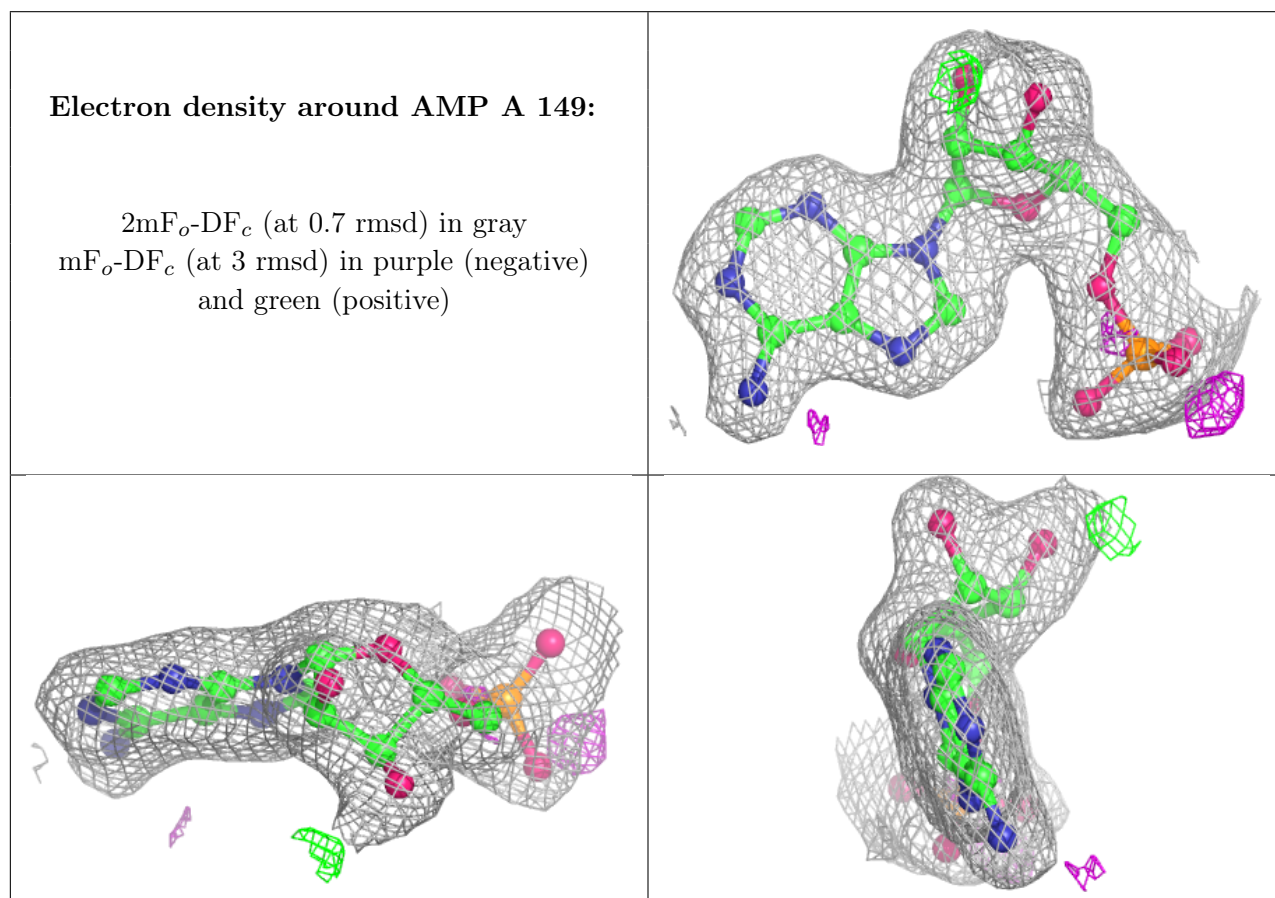 Electron density around AMP A 149:
2mFo-DFc (at 0.7 rmsd) in gray
mFo-DFc (at 3 rmsd) in purple (negative)
and green (positive)